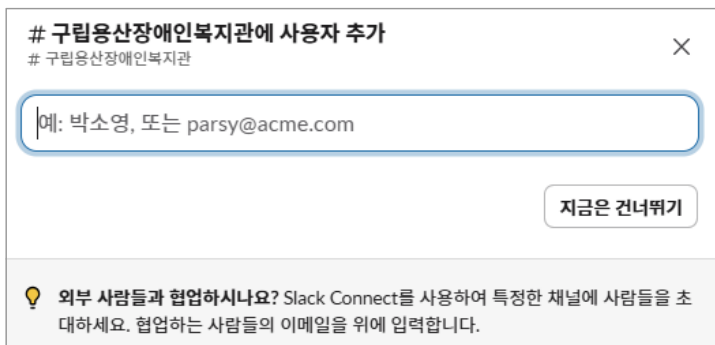 # 구립용산장애인복지관에 사용자 추가
# 구립용산장애인복지관
예: 박소영, 또는 parsy@acme.com
지금은 건너뛰기
외부 사람들과 협업하시나요? Slack Connect를 사용하여 특정한 채널에 사람들을 초
대하세요. 협업하는 사람들의 이메일을 위에 입력합니다.